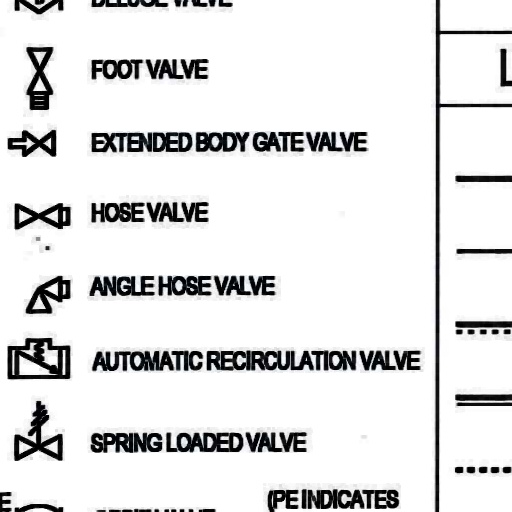 DELUGE VALVE
FOOT VALVE
EXTENDED BODY GATE VALVE
HOSE VALVE
ANGLE HOSE VALVE
AUTOMATIC RECIRCULATION VALVE
SPRING LOADED VALVE
(PE INDICATES